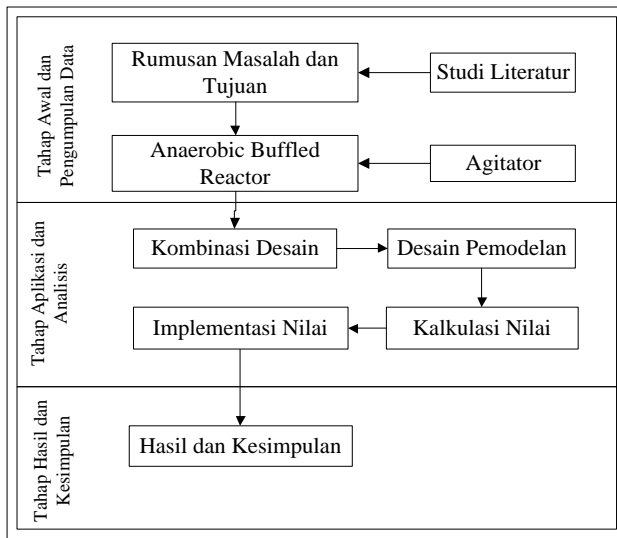 Tahap Awal dan
Pengumpulan Data
Rumusan Masalah dan
Tujuan
Studi Literatur
Anaerobic Buffled
Reactor
Agitator
Tahap Aplikasi dan
Analisis
Kombinasi Desain
Desain Pemodelan
Implementasi Nilai
Kalkulasi Nilai
Tahap Hasil dan
Kesimpulan
Hasil dan Kesimpulan